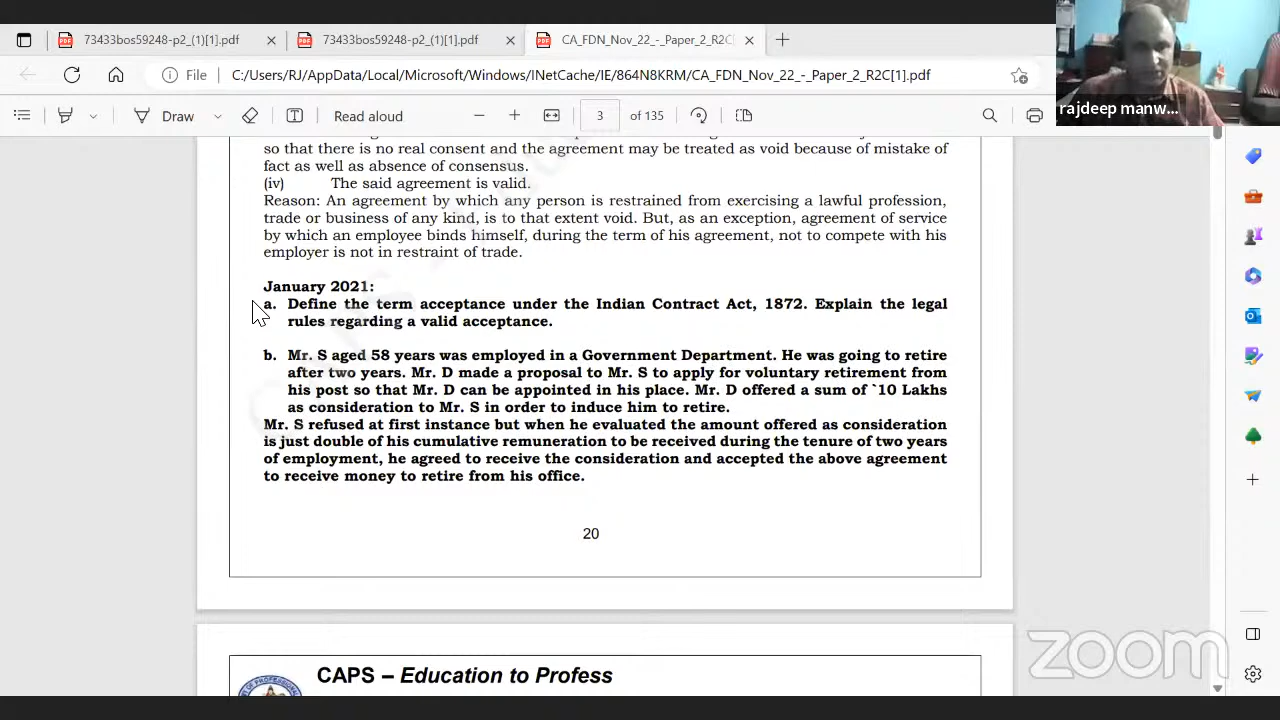 73433bos59248-p2_(1)[1].pdf
73433bos59248-p2_(1)[1].pdf
CA_FDN_Nov_22_-_Paper_2_R2C[
File
C:/Users/RJ/AppData/Local/Microsoft/Windows/INetCache/IE/864N8KRM/CA_FDN_Nov_22_-_Paper_2_R2C[1].pdf
rajdeep manw...
Draw
Read aloud
3
of 135
so that there is no real consent and the agreement may be treated as void because of mistake of
fact as well as absence of consensus.
(iv) The said agreement is valid.
Reason: An agreement by which any person is restrained from exercising a lawful profession,
trade or business of any kind, is to that extent void. But, as an exception, agreement of service
by which an employee binds himself, during the term of his agreement, not to compete with his
employer is not in restraint of trade.
January 2021:
a. Define the term acceptance under the Indian Contract Act, 1872. Explain the legal
rules regarding a valid acceptance.
b. Mr. S aged 58 years was employed in a Government Department. He was going to retire
after two years. Mr. D made a proposal to Mr. S to apply for voluntary retirement from
his post so that Mr. D can be appointed in his place. Mr. D offered a sum of `10 Lakhs
as consideration to Mr. S in order to induce him to retire.
Mr. S refused at first instance but when he evaluated the amount offered as consideration
is just double of his cumulative remuneration to be received during the tenure of two years
of employment, he agreed to receive the consideration and accepted the above agreement
to receive money to retire from his office.
20
CAPS – Education to Profess
zoom